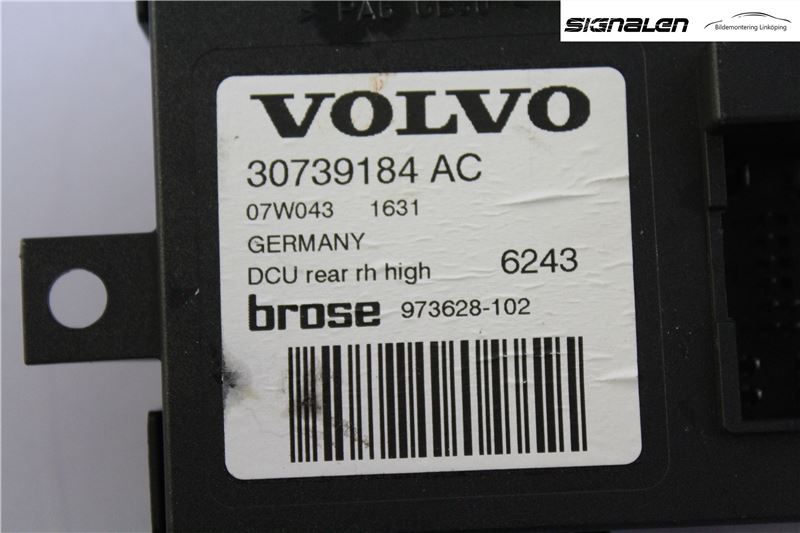 SIGNALEN Bildemontering Linköping
VOLVO
30739184 AC
07W043 1631
GERMANY
DCU rear rh high 6243
brose 973628-102